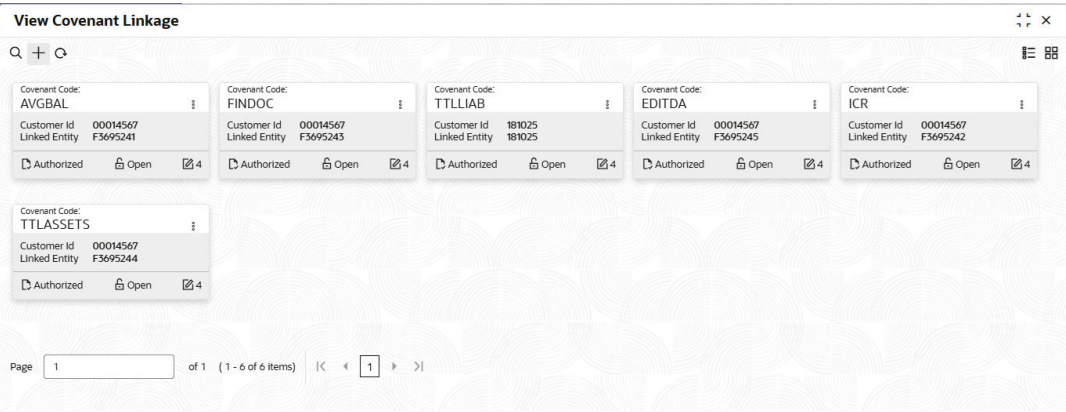 View Covenant Linkage
Covenant Code:
AVGBAL
Customer Id 00014567
Linked Entity F3695241
Authorized Open 4
Covenant Code:
FINDOC
Customer Id 00014567
Linked Entity F3695243
Authorized Open 4
Covenant Code:
TTLLIAB
Customer Id 181025
Linked Entity 181025
Authorized Open 4
Covenant Code:
EDITDA
Customer Id 00014567
Linked Entity F3695245
Authorized Open 4
Covenant Code:
ICR
Customer Id 00014567
Linked Entity F3695242
Authorized Open 4
Covenant Code:
TTLASSETS
Customer Id 00014567
Linked Entity F3695244
Authorized Open 4
Page 1 of 1 ( 1 - 6 of 6 items) 1